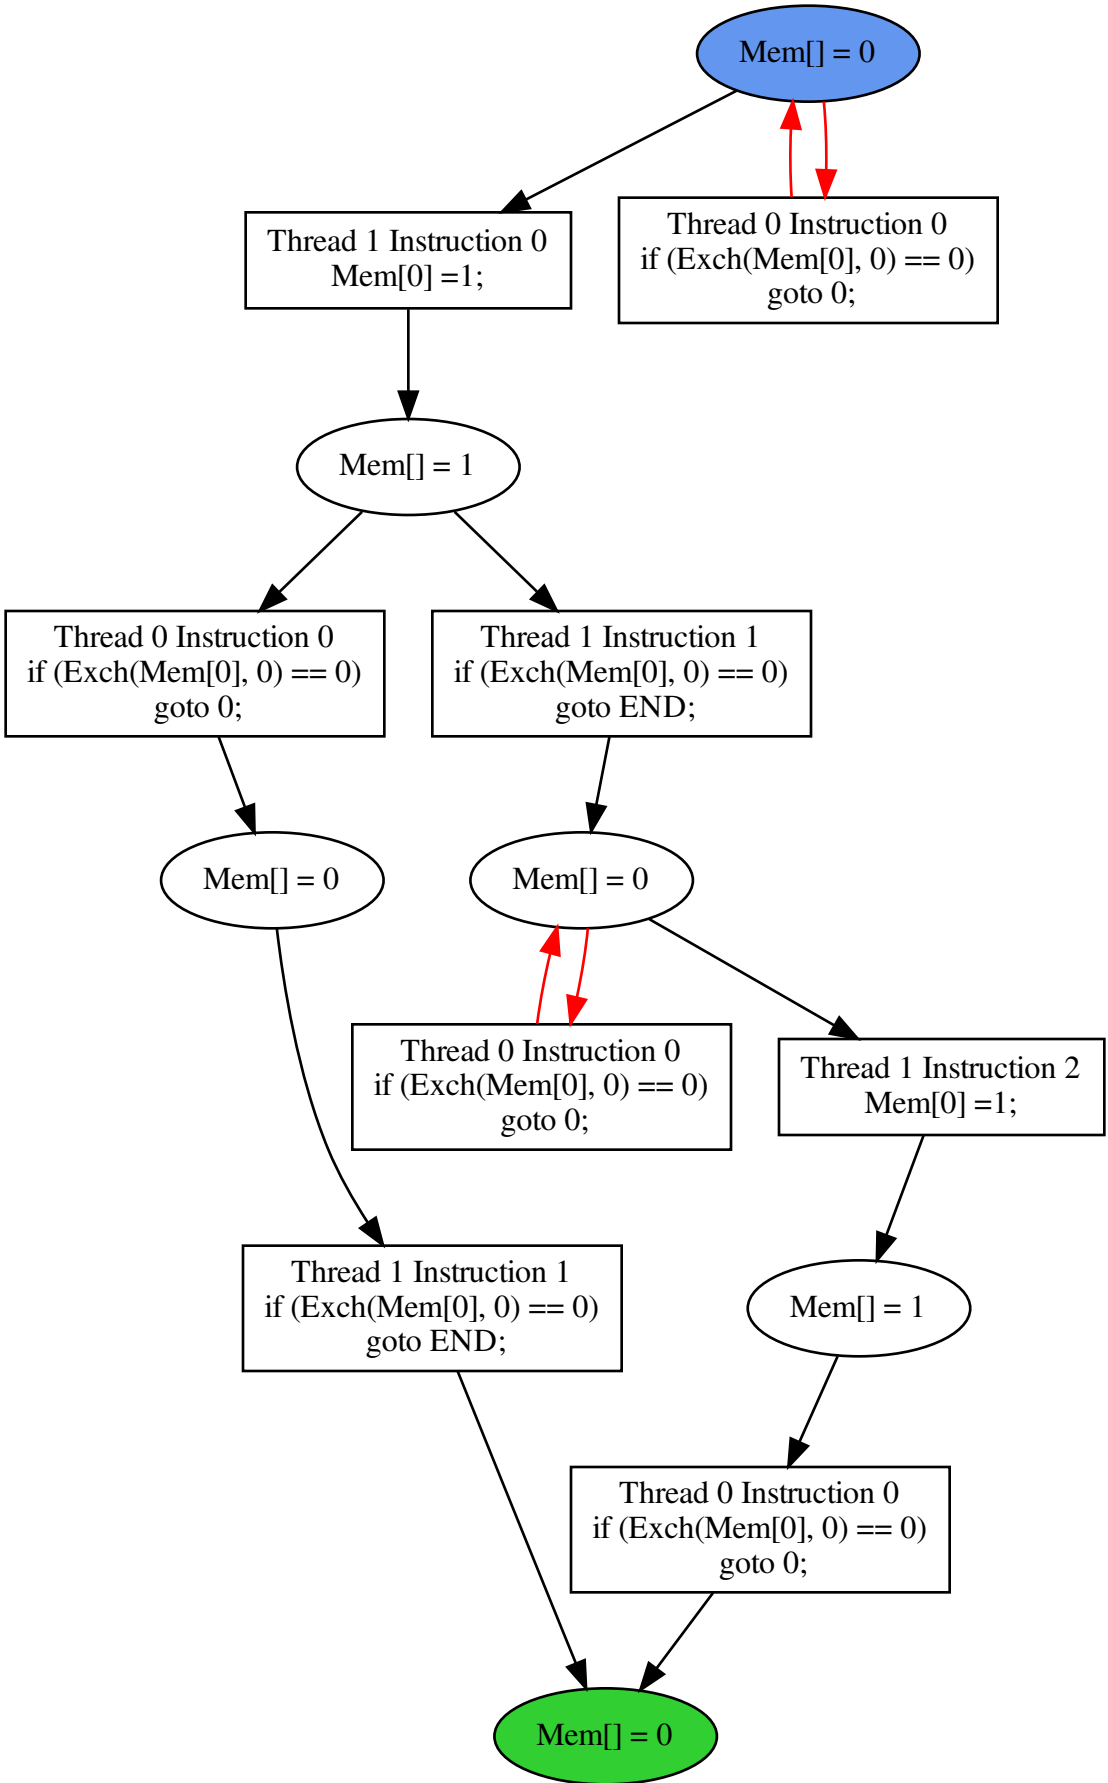 Mem[] = 0
Thread 1 Instruction 0
Mem[0] =1;
Thread 0 Instruction 0
if (Exch(Mem[0], 0) == 0)
goto 0;
Mem[] = 1
Thread 0 Instruction 0
if (Exch(Mem[0], 0) == 0)
goto 0;
Thread 1 Instruction 1
if (Exch(Mem[0], 0) == 0)
goto END;
Mem[] = 0
Mem[] = 0
Thread 0 Instruction 0
if (Exch(Mem[0], 0) == 0)
goto 0;
Thread 1 Instruction 2
Mem[0] =1;
Thread 1 Instruction 1
if (Exch(Mem[0], 0) == 0)
goto END;
Mem[] = 1
Thread 0 Instruction 0
if (Exch(Mem[0], 0) == 0)
goto 0;
Mem[] = 0